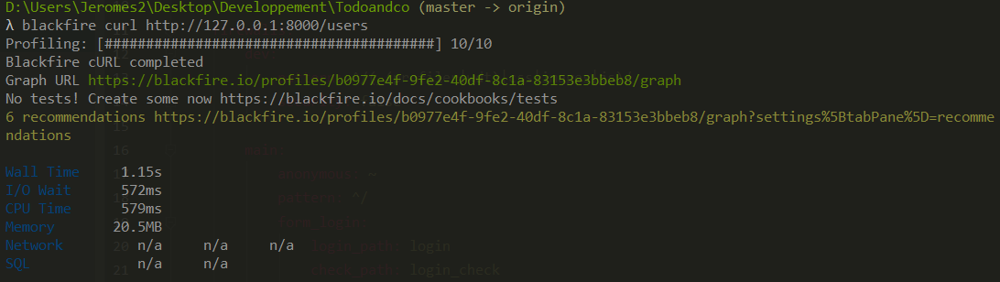 D:\Users\Jeromes2\Desktop\Developpement\Todoandco (master -> origin)
λ blackfire curl http://127.0.0.1:8000/users
Profiling: [########################################] 10/10
Blackfire cURL completed
Graph URL https://blackfire.io/profiles/b0977e4f-9fe2-40df-8c1a-83153e3bbeb8/graph
No tests! Create some now https://blackfire.io/docs/cookbooks/tests
6 recommendations https://blackfire.io/profiles/b0977e4f-9fe2-40df-8c1a-83153e3bbeb8/graph?settings%5BtabPane%5D=recomme
ndations
Wall Time 1.15s
I/O Wait 572ms
CPU Time 579ms
Memory 20.5MB
Network n/a n/a n/a
SQL n/a n/a